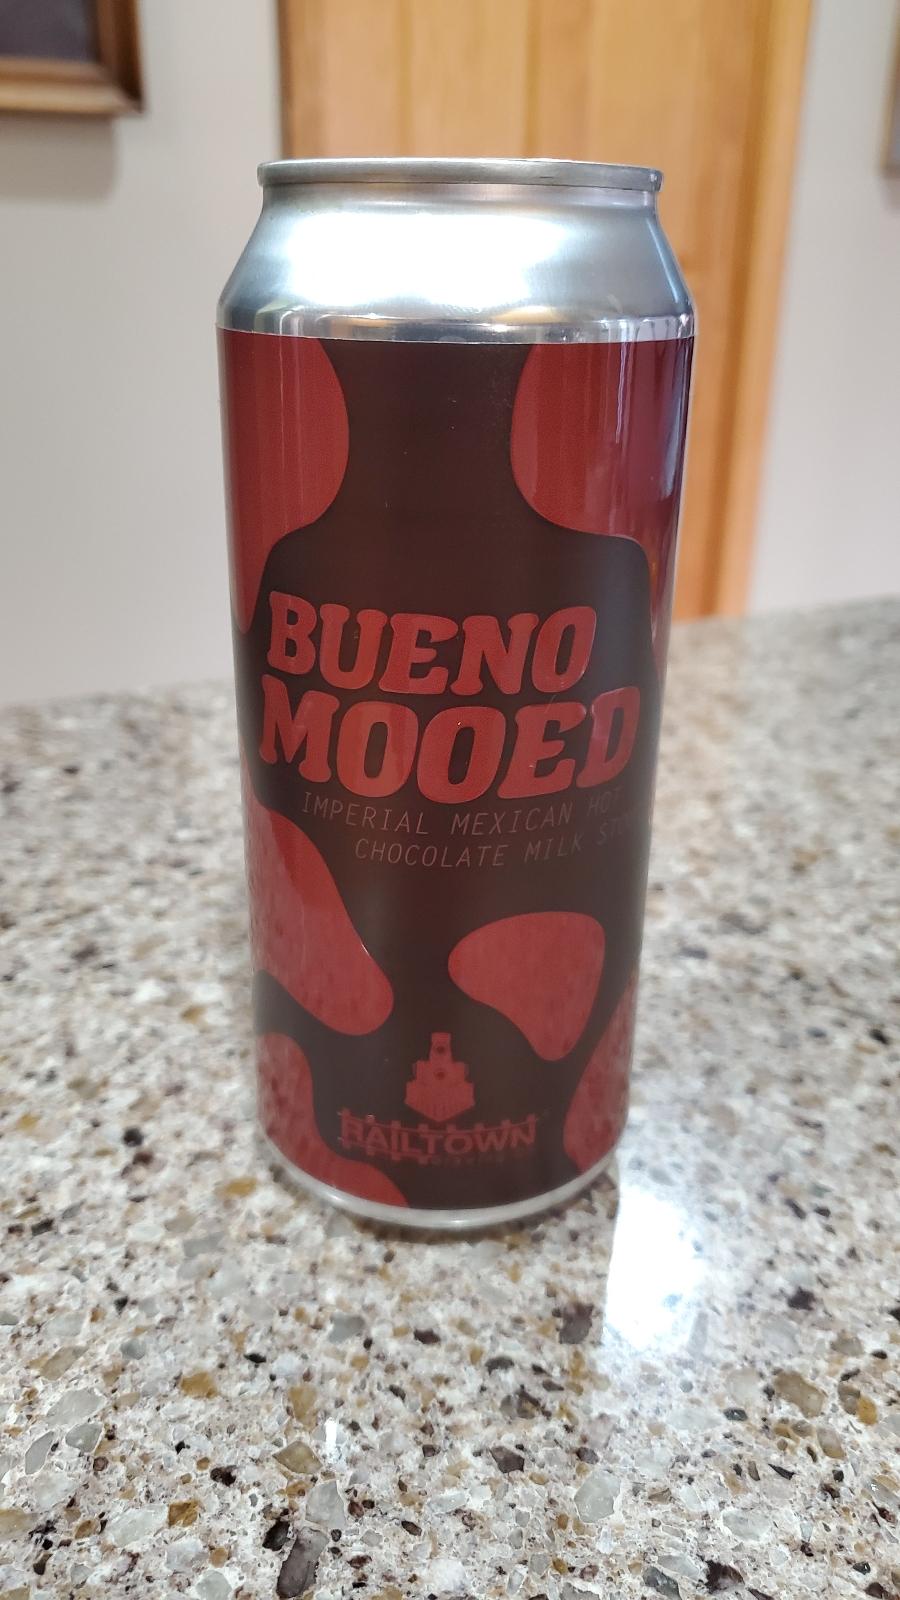 BUENO
MOOED
IMPERIAL MEXICAN HOT
CHOCOLATE MILK
RAILTOWN